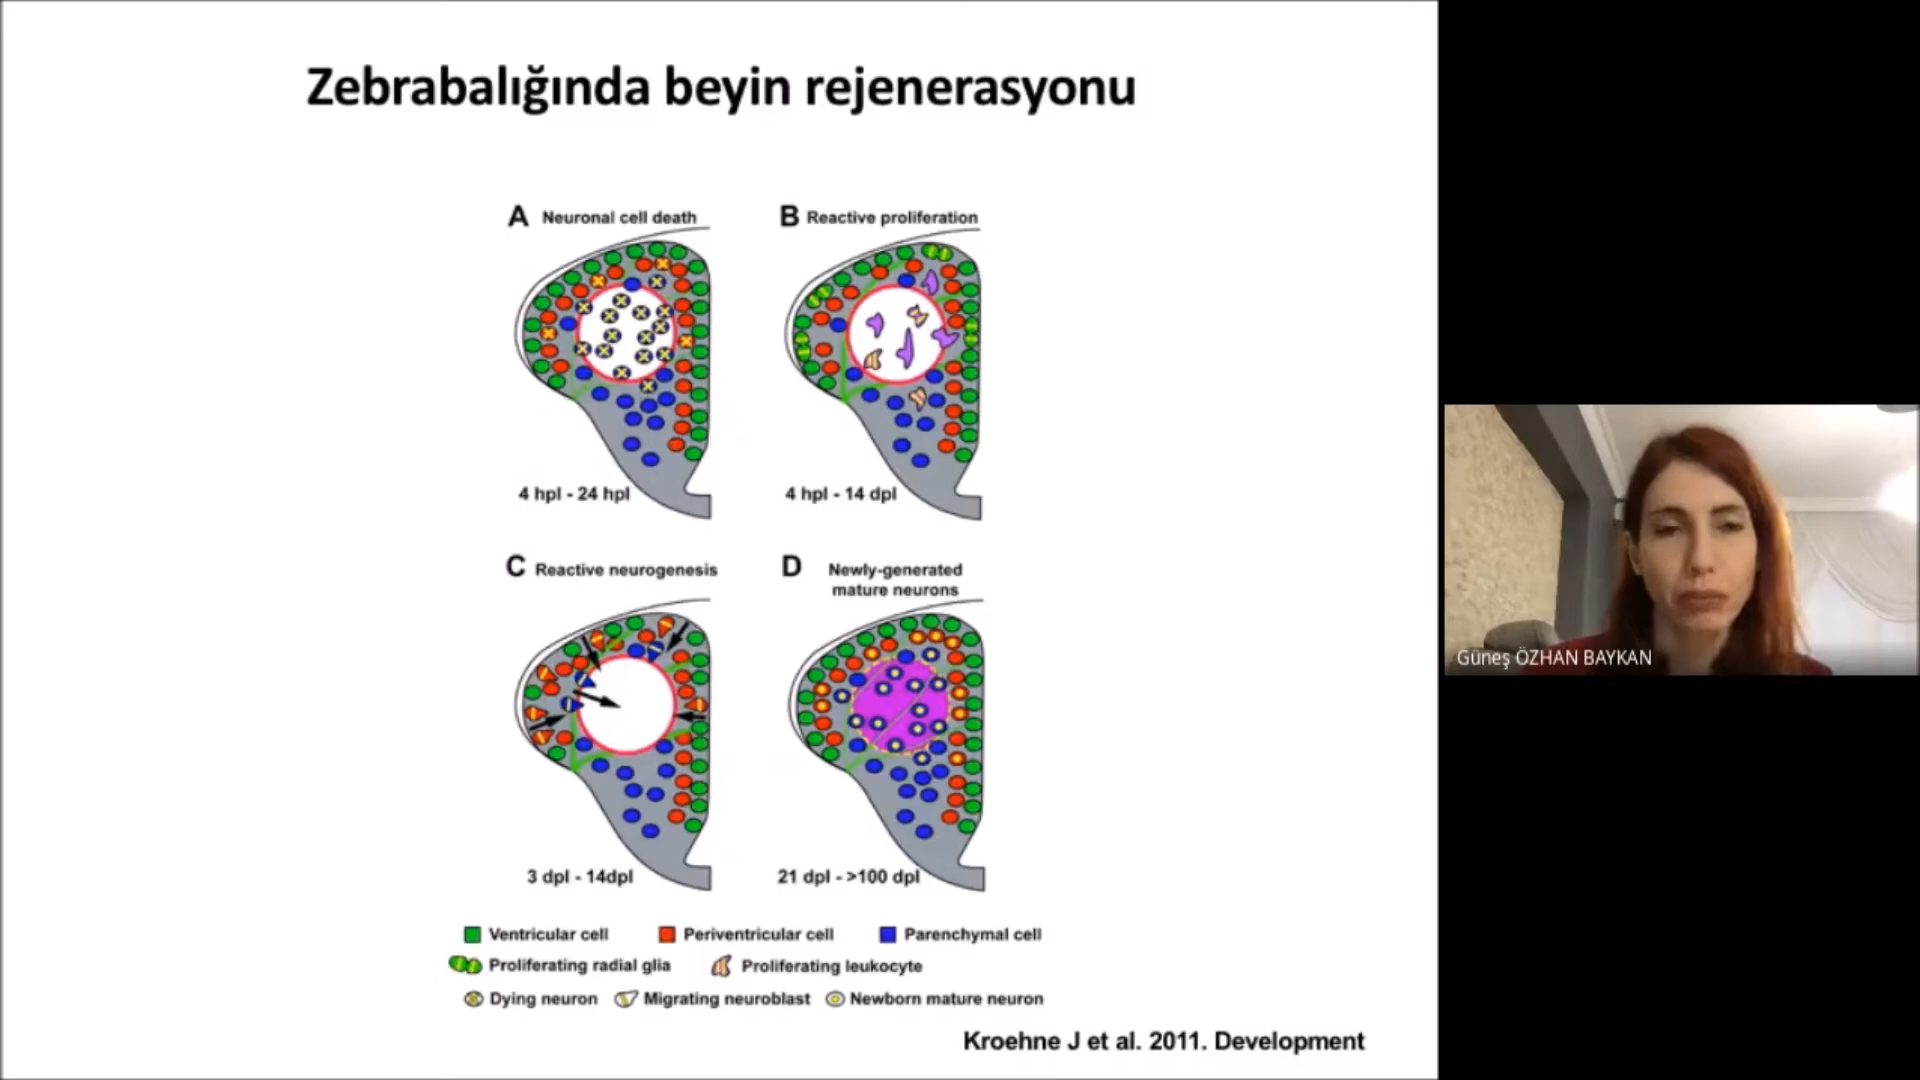 Zebrabalığında beyin rejenerasyonu
A Neuronal cell death
B Reactive proliferation
4 hpl - 24 hpl
4 hpl - 14 dpl
C Reactive neurogenesis
D Newly-generated
mature neurons
3 dpl - 14dpl
21 dpl - >100 dpl
Ventricular cell
Periventricular cell
Parenchymal cell
Proliferating radial glia
Proliferating leukocyte
Dying neuron
Migrating neuroblast
Newborn mature neuron
Kroehne J et al. 2011. Development
Güneş ÖZHAN BAYKAN